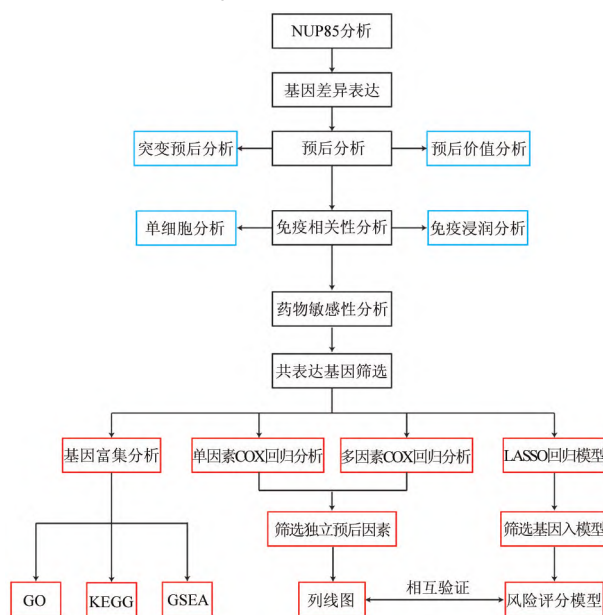 NUP85分析
基因差异表达
突变预后分析
预后分析
预后价值分析
单细胞分析
免疫相关性分析
免疫浸润分析
药物敏感性分析
共表达基因筛选
基因富集分析
单因素COX回归分析
多因素COX回归分析
LASSO回归模型
筛选独立预后因素
筛选基因入模型
GO
KEGG
GSEA
列线图
相互验证
风险评分模型